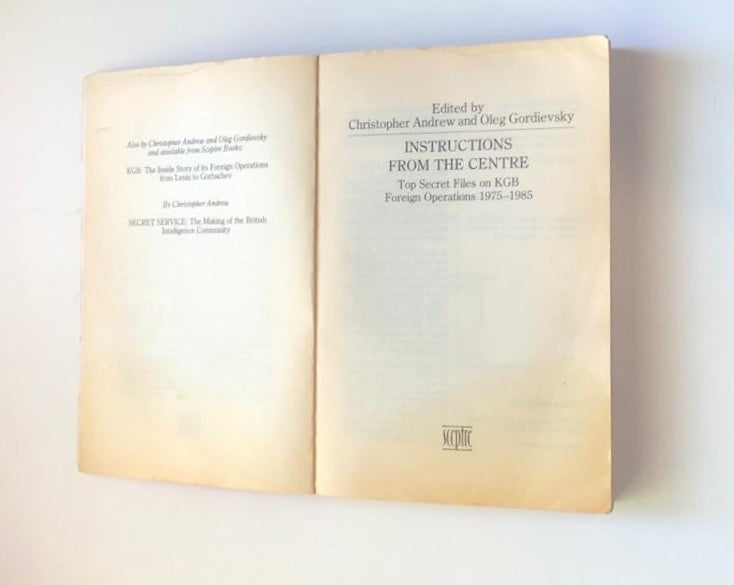 Also by Christopher Andrew and Oleg Gordievsky
and available from Sceptre Books:
KGB: The Inside Story of its Foreign Operations
from Lenin to Gorbachev
By Christopher Andrew
SECRET SERVICE: The Making of the British
Intelligence Community
Edited by
Christopher Andrew and Oleg Gordievsky
INSTRUCTIONS
FROM THE CENTRE
Top Secret Files on KGB
Foreign Operations 1975–1985
sceptre